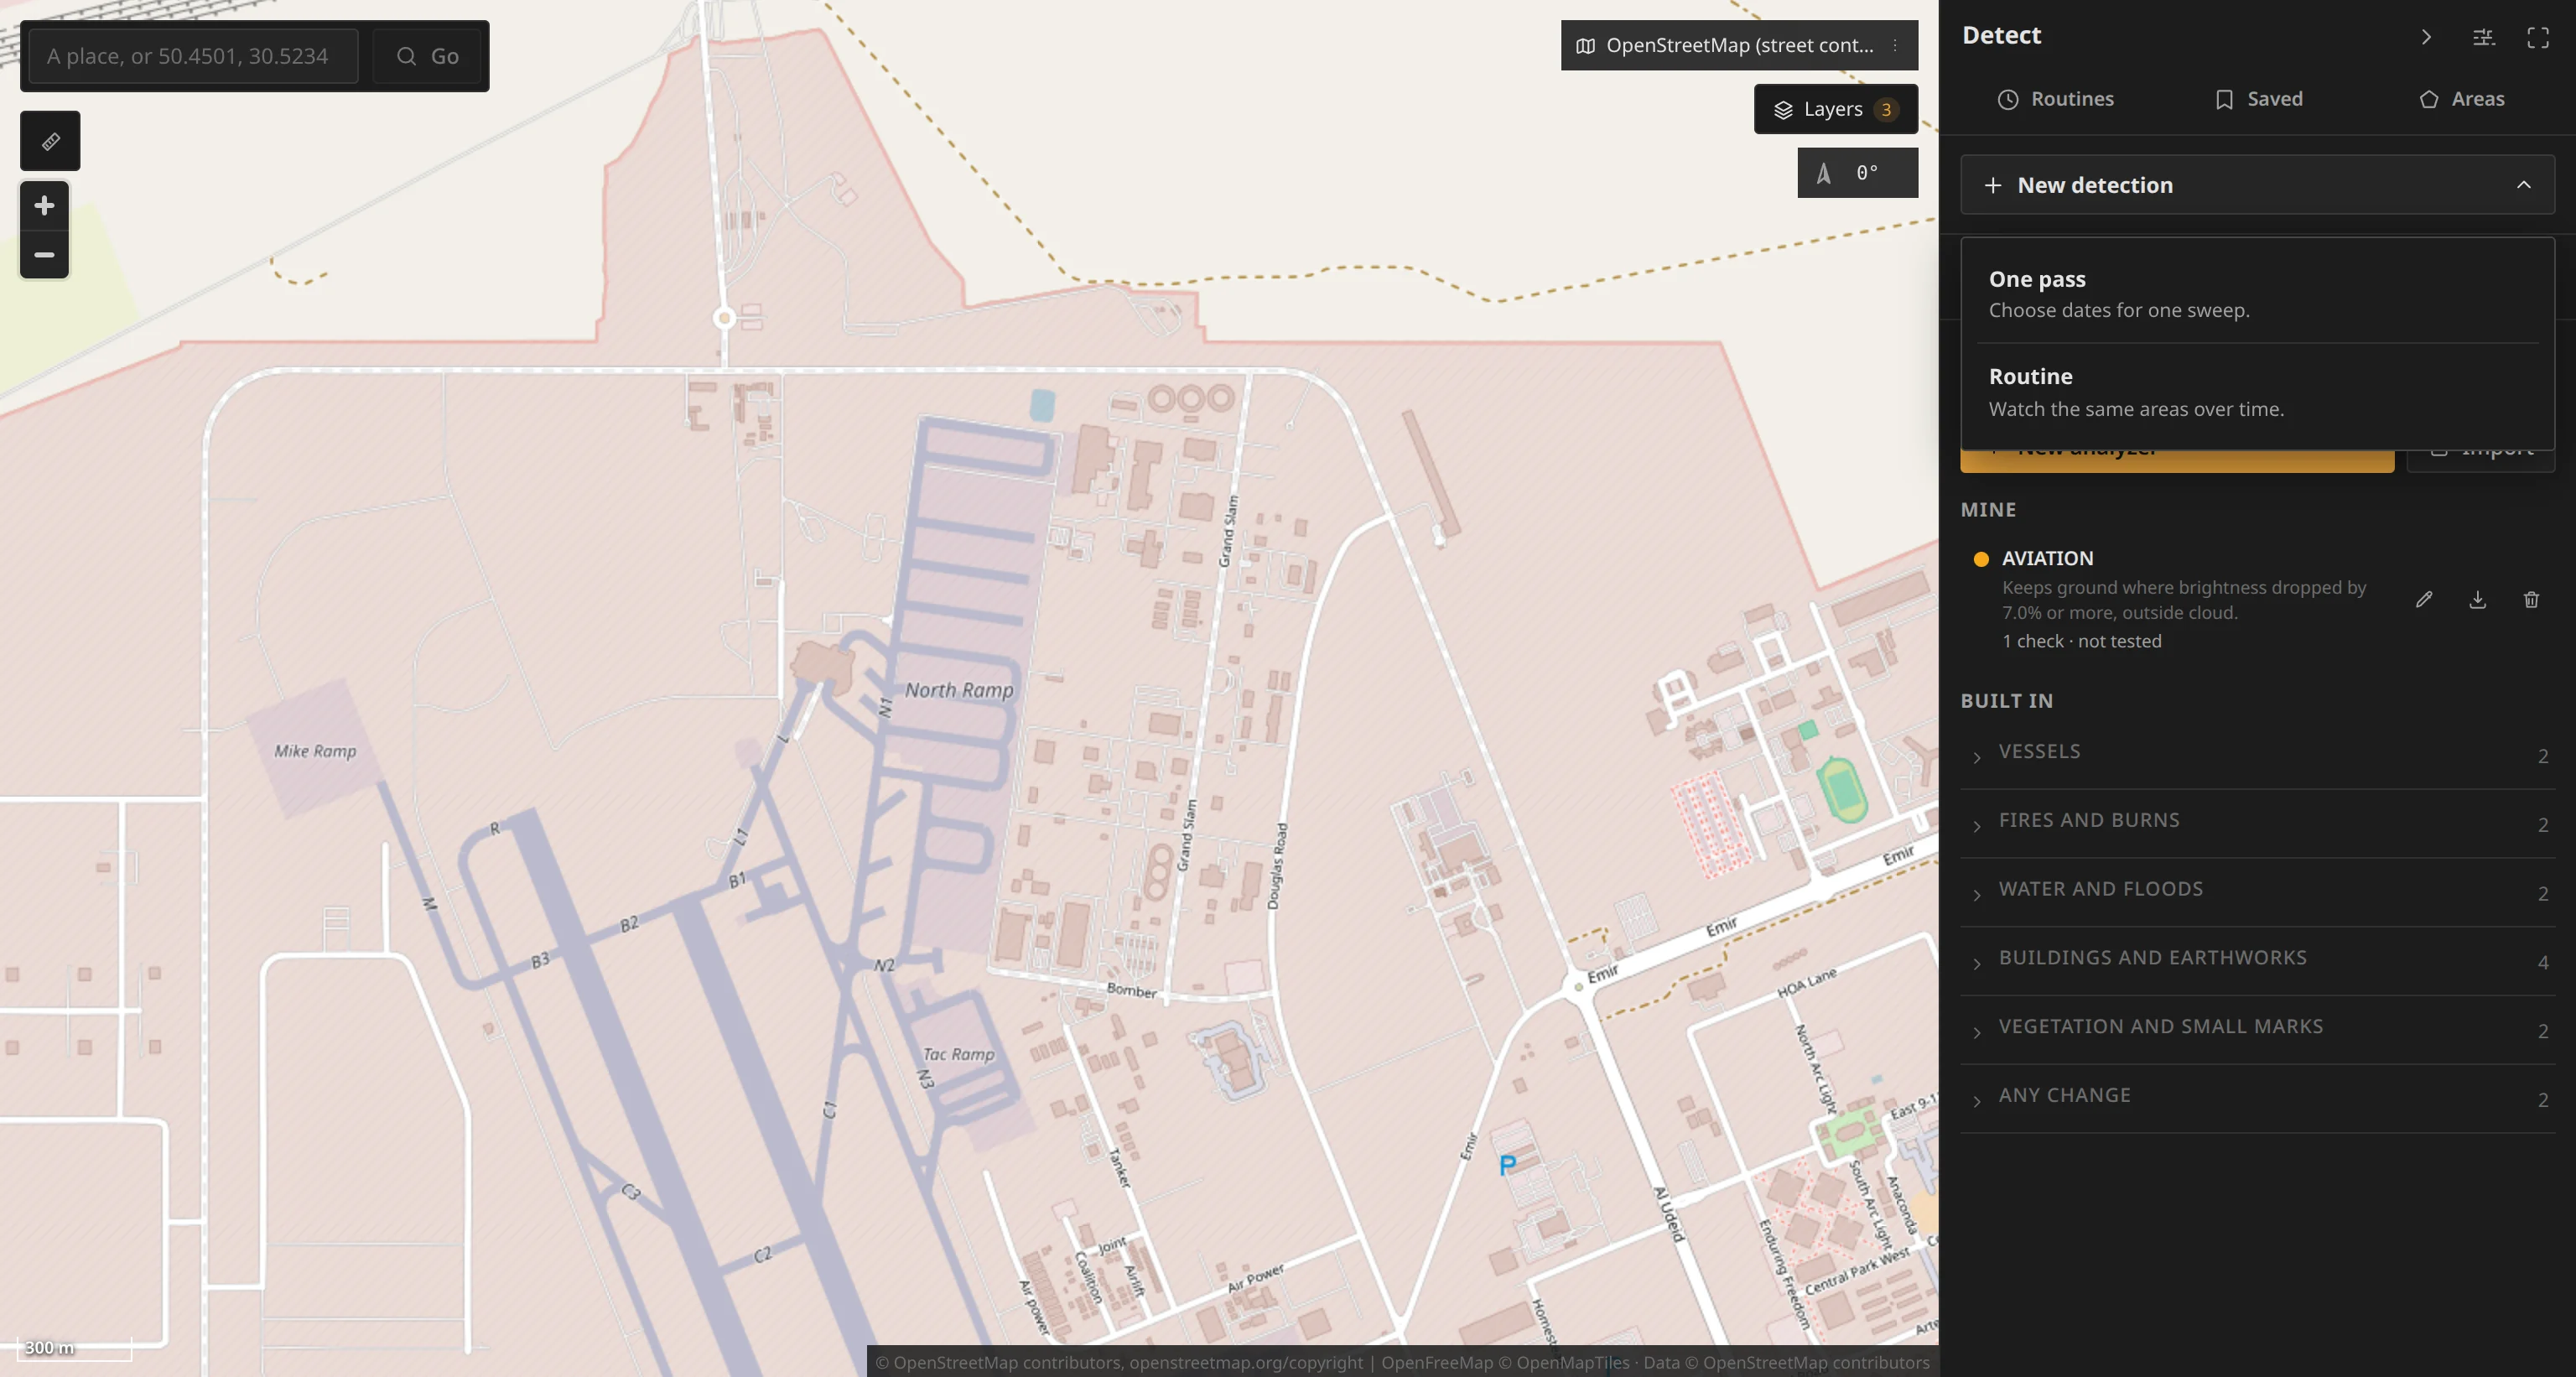 A place, or 50.4501, 30.5234
Go
OpenStreetMap (street cont...
Layers 3
0°
Detect
Routines
Saved
Areas
New detection
One pass
Choose dates for one sweep.
Routine
Watch the same areas over time.
New analyzer
Import
MINE
AVIATION
Keeps ground where brightness dropped by
7.0% or more, outside cloud.
1 check · not tested
BUILT IN
VESSELS 2
FIRES AND BURNS 2
WATER AND FLOODS 2
BUILDINGS AND EARTHWORKS 4
VEGETATION AND SMALL MARKS 2
ANY CHANGE 2
Grand Slam
North Ramp
N1
L
Mike Ramp
R
L1
B1
Grand Slam
Douglas Road
M
B2
B3
N2
Bomber
Emir
Emir
Emir
HOA Lane
Tac Ramp
N3
C1
North Arc Light
East 9-1
Tanker
Emir
P
C3
C2
Al Udeid
South Arc Light
Anaconda
Enduring Freedom
Central Park West
Joint
Coalition
Airlift
Air Power
Air power
300 m
© OpenStreetMap contributors, openstreetmap.org/copyright | OpenFreeMap © OpenMapTiles · Data © OpenStreetMap contributors